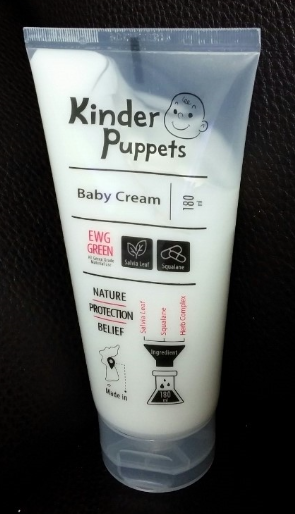 Kinder
Puppets
Baby Cream
180
EWG
GREEN
Salvia Leaf
Squalane
NATURE
PROTECTION
BELIEF
Salvia Leaf
Squalane
Herb Complex
Ingredient
180
ml
Made in